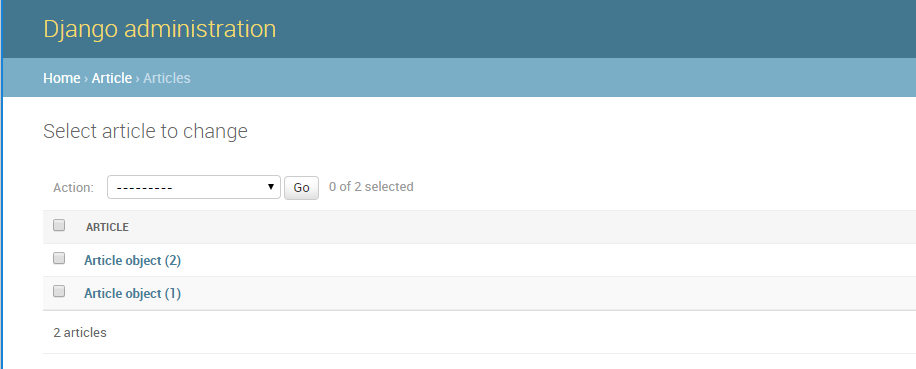 Django administration
Home › Article › Articles
Select article to change
Action: --------- Go 0 of 2 selected
ARTICLE
Article object (2)
Article object (1)
2 articles